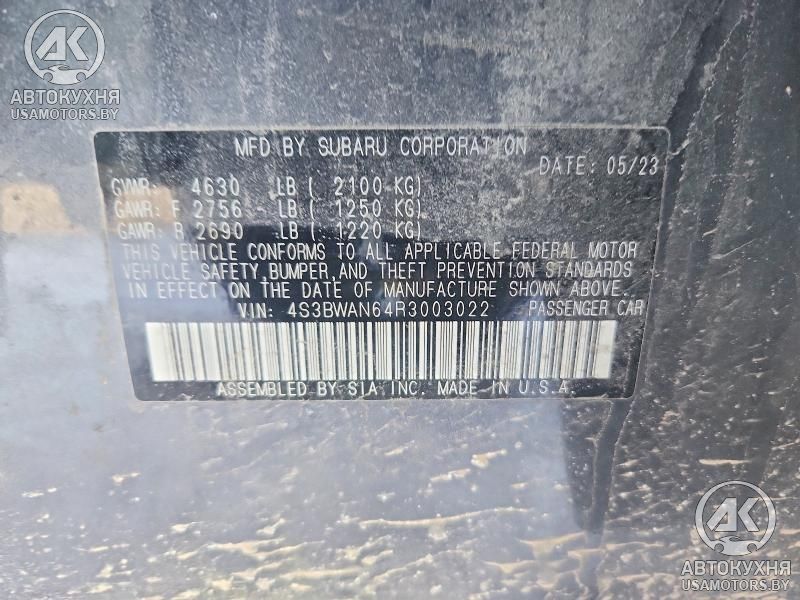 AK
АВТОКУХНЯ
USAMOTORS.BY
MFD BY SUBARU CORPORATION
DATE: 05/23
GVWR: 4630 LB ( 2100 KG)
GAWR: F 2756 LB ( 1250 KG)
GAWR: R 2690 LB ( 1220 KG)
THIS VEHICLE CONFORMS TO ALL APPLICABLE FEDERAL MOTOR
VEHICLE SAFETY,BUMPER,AND THEFT PREVENTION STANDARDS
IN EFFECT ON THE DATE OF MANUFACTURE SHOWN ABOVE.
VIN: 4S3BWAN64R3003022 PASSENGER CAR
ASSEMBLED BY SIA INC. MADE IN U.S.A.
AK
АВТОКУХНЯ
USAMOTORS.BY